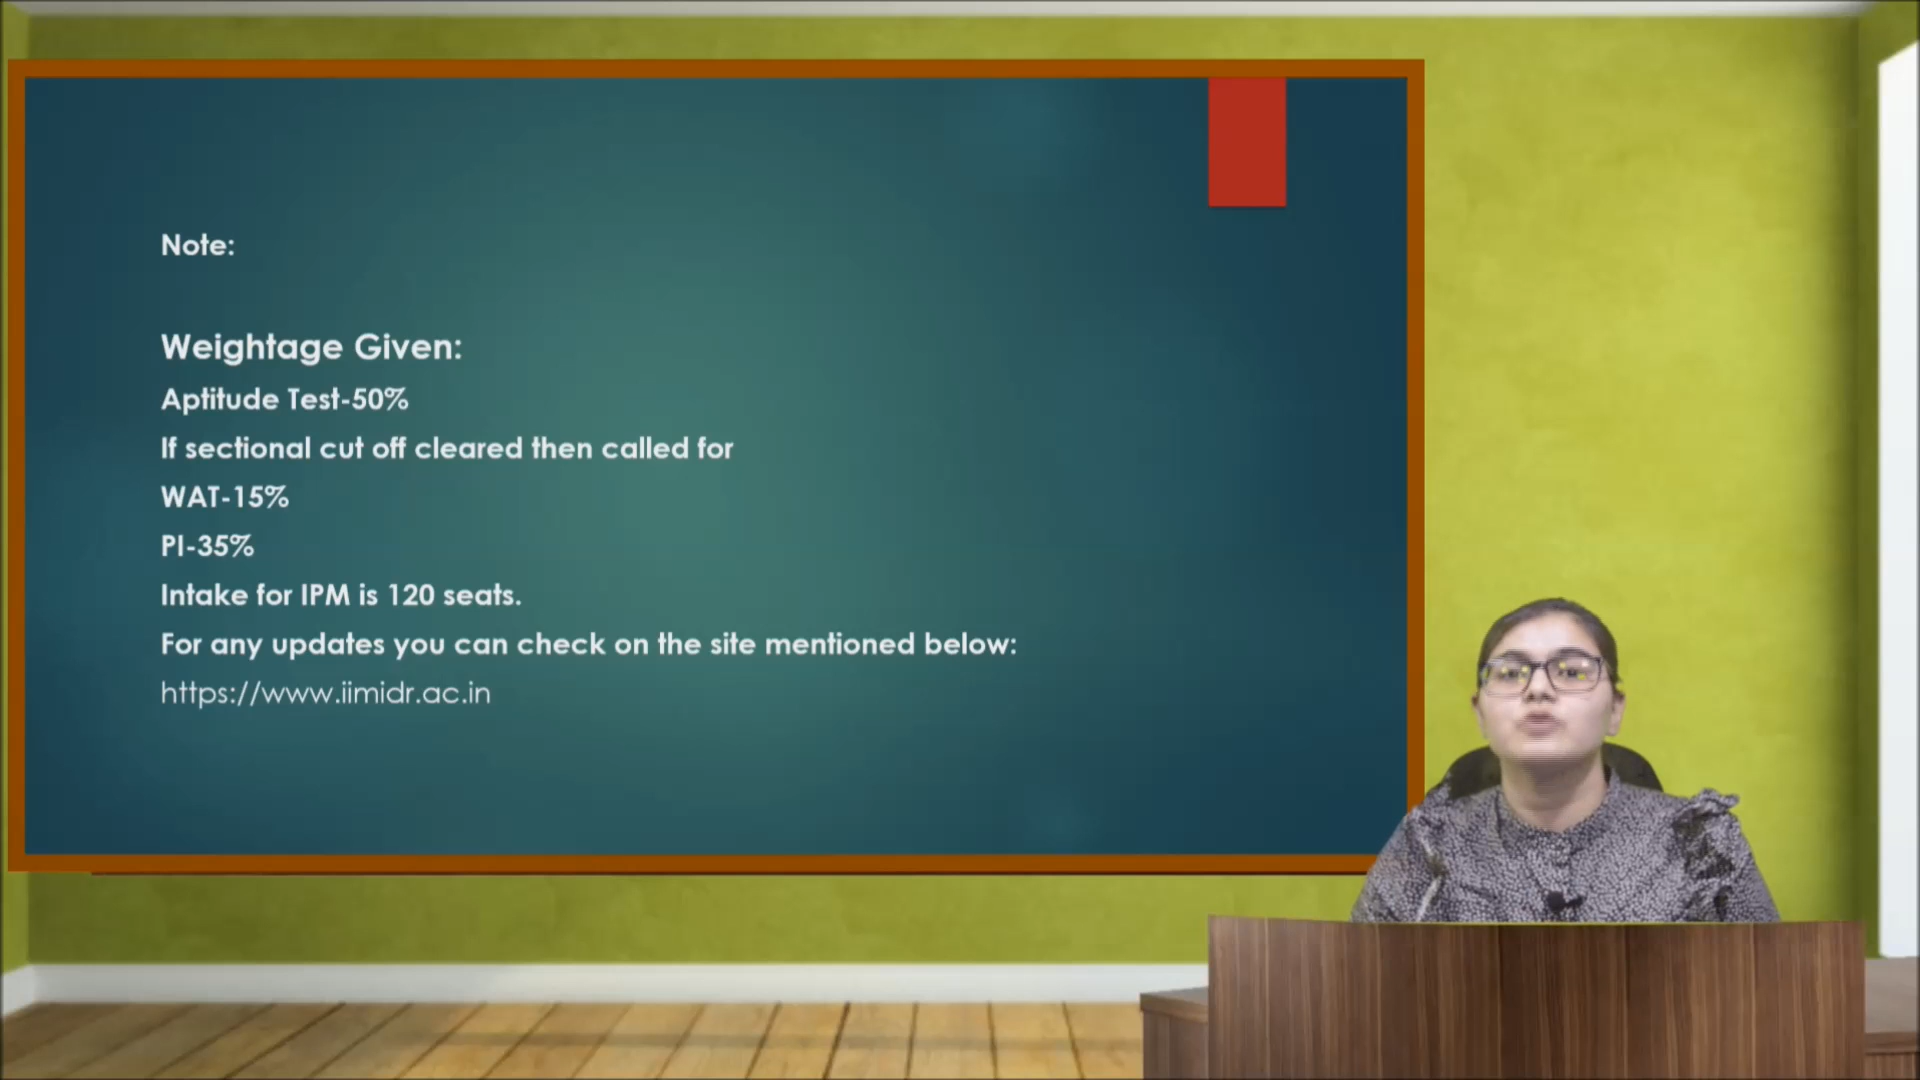 Note:
Weightage Given:
Aptitude Test-50%
If sectional cut off cleared then called for
WAT-15%
PI-35%
Intake for IPM is 120 seats.
For any updates you can check on the site mentioned below:
https://www.iimidr.ac.in